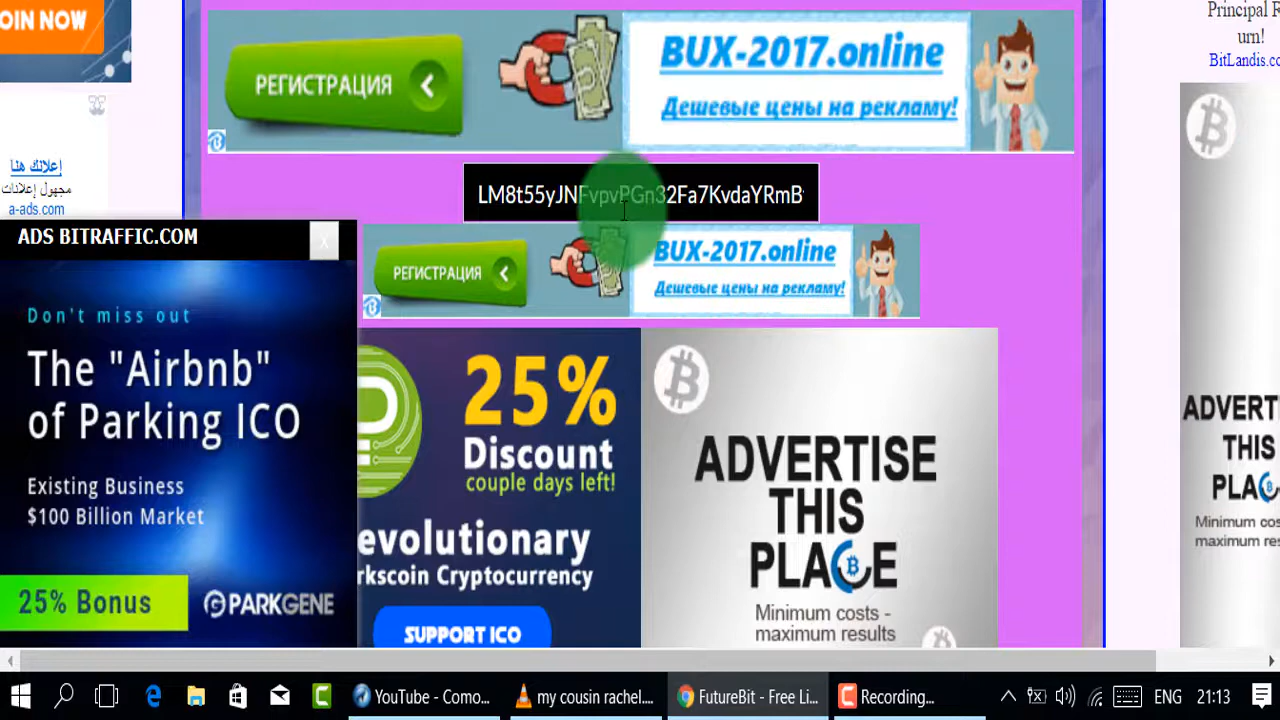 OIN NOW
إعلانك هنا
مجهول إعلانات
a-ads.com
РЕГИСТРАЦИЯ
BUX-2017.online
Дешевые цены на рекламу!
Principal R
urn!
BitLandis.co
LM8t55yJNFvpvPGn32Fa7KvdaYRmB
РЕГИСТРАЦИЯ
BUX-2017.online
Дешевые цены на рекламу!
ADS BITRAFFIC.COM
X
Don't miss out
The "Airbnb"
of Parking ICO
Existing Business
$100 Billion Market
25% Bonus
PARKGENE
25%
Discount
couple days left!
evolutionary
rkscoin Cryptocurrency
SUPPORT ICO
ADVERTISE
THIS
PLACE
Minimum costs -
maximum results
ADVERT
THIS
PLAC
Minimum cos
maximum res
YouTube - Como...
my cousin rachel....
FutureBit - Free Li...
Recording...
ENG
21:13